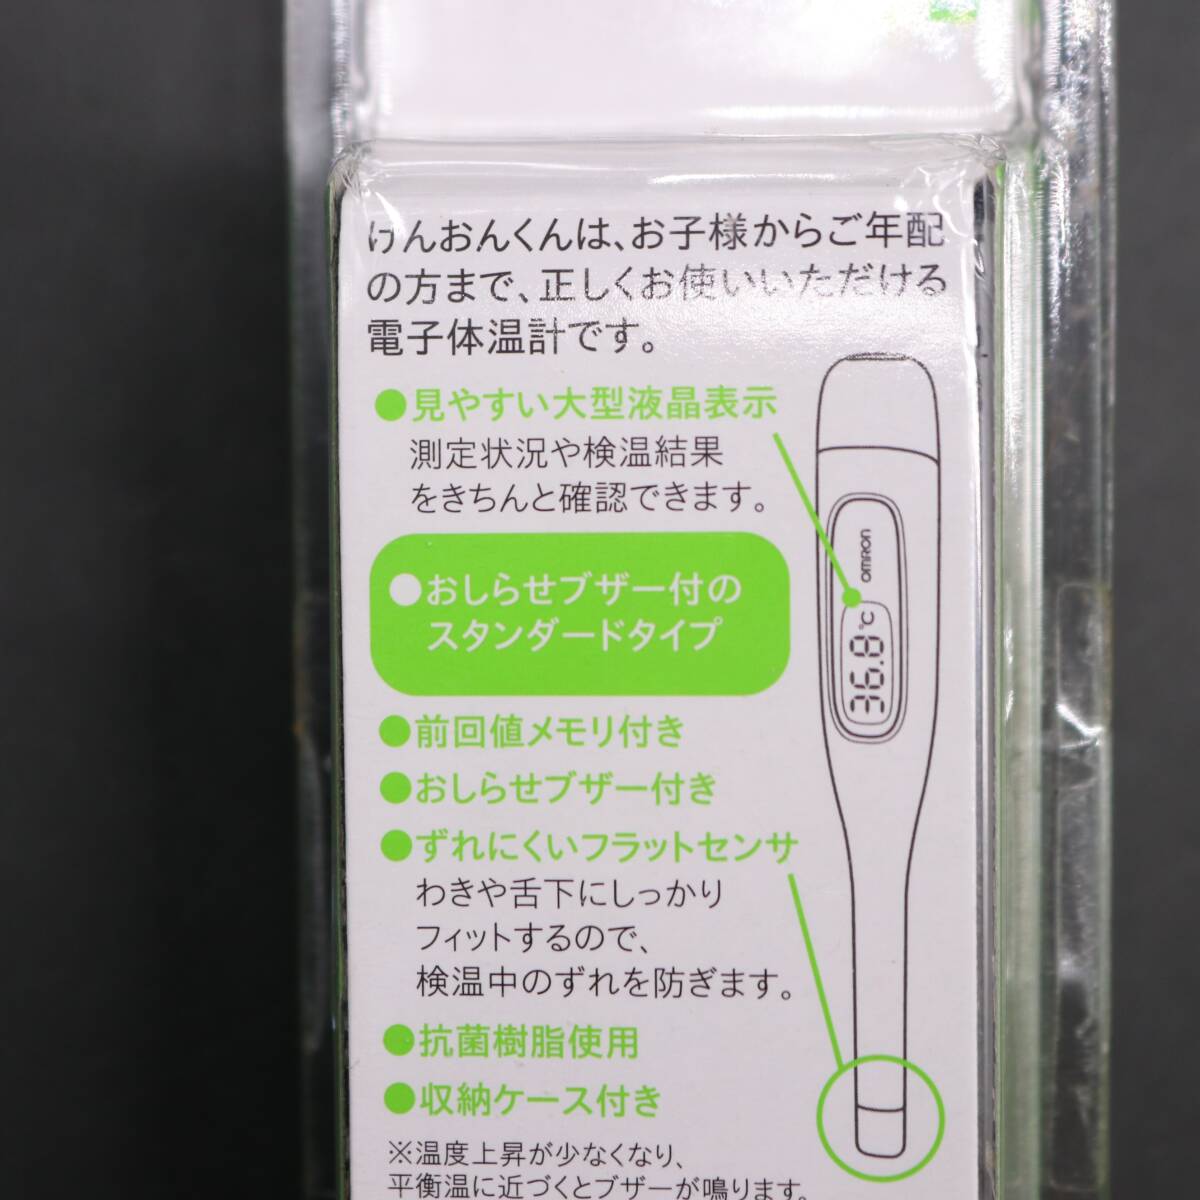 けんおんくんは、お子様からご年配
の方まで、正しくお使いいただける
電子体温計です。
●見やすい大型液晶表示
測定状況や検温結果
をきちんと確認できます。
●おしらせブザー付の
スタンダードタイプ
●前回値メモリ付き
●おしらせブザー付き
●ずれにくいフラットセンサ
わきや舌下にしっかり
フィットするので、
検温中のずれを防ぎます。
●抗菌樹脂使用
●収納ケース付き
※温度上昇が少なくなり、
平衡温に近づくとブザーが鳴ります。
OMRON
36.8℃